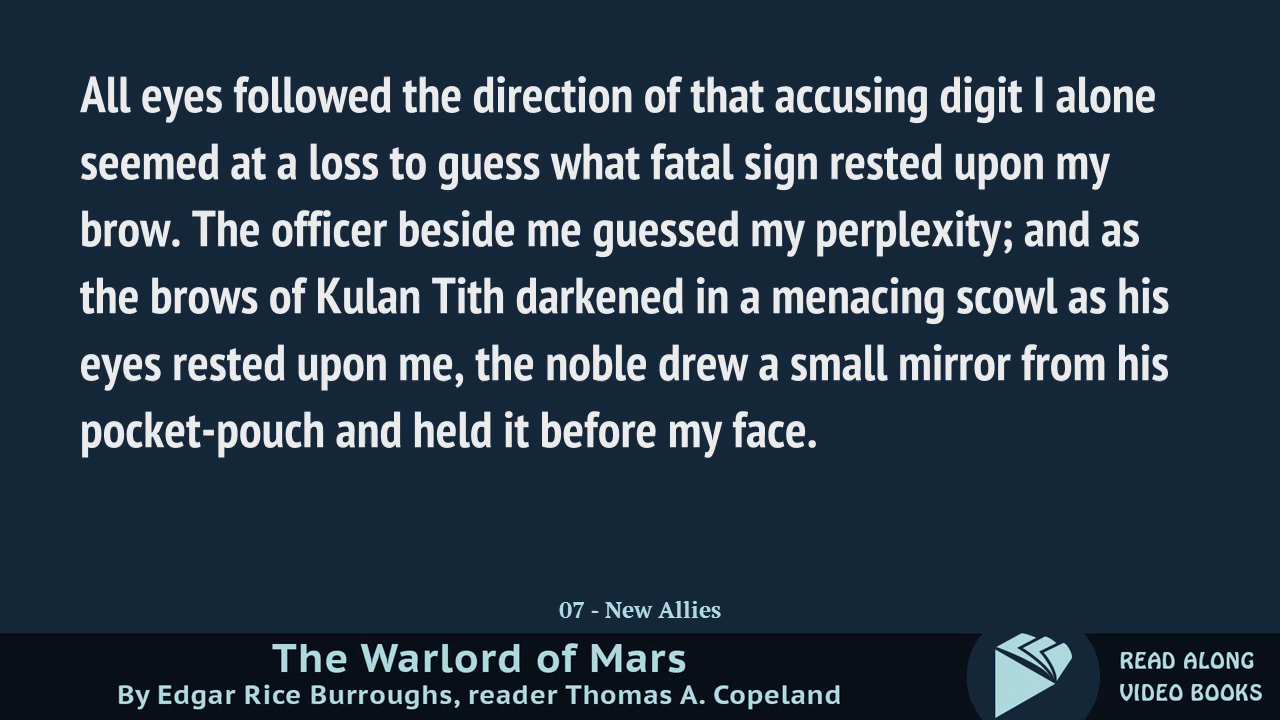 All eyes followed the direction of that accusing digit I alone
seemed at a loss to guess what fatal sign rested upon my
brow. The officer beside me guessed my perplexity; and as
the brows of Kulan Tith darkened in a menacing scowl as his
eyes rested upon me, the noble drew a small mirror from his
pocket-pouch and held it before my face.
07 - New Allies
The Warlord of Mars
By Edgar Rice Burroughs, reader Thomas A. Copeland
READ ALONG
VIDEO BOOKS